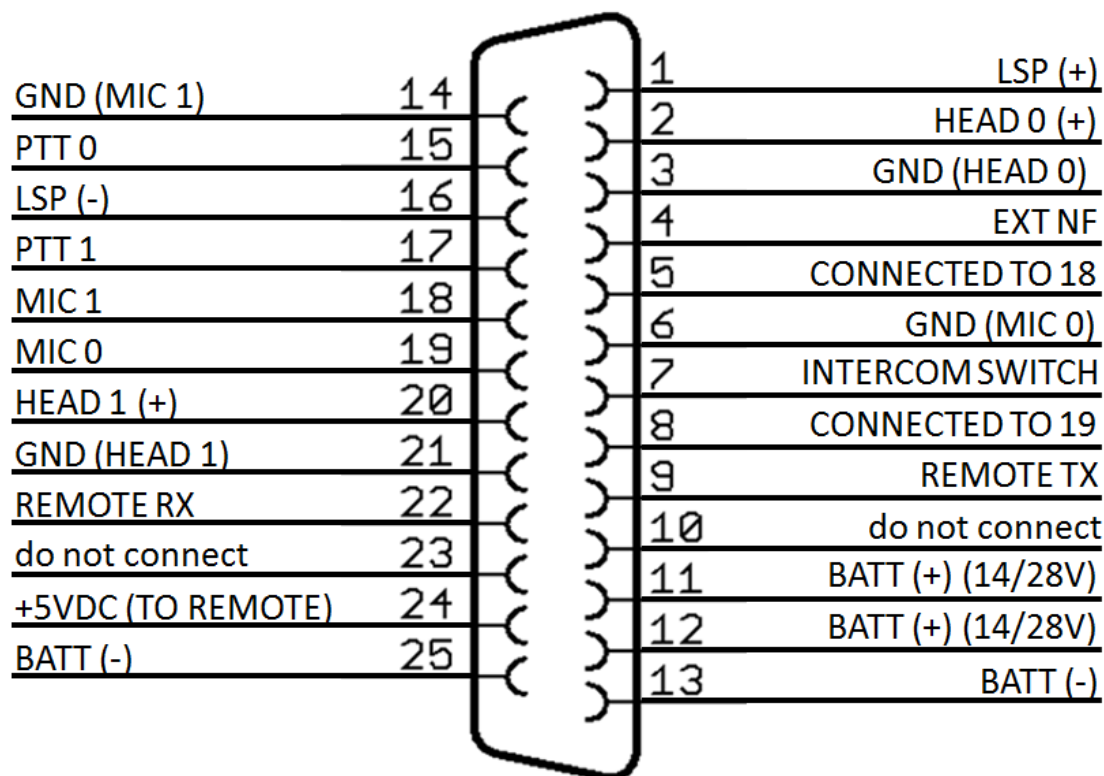 GND (MIC 1) 14
PTT 0 15
LSP (-) 16
PTT 1 17
MIC 1 18
MIC 0 19
HEAD 1 (+) 20
GND (HEAD 1) 21
REMOTE RX 22
do not connect 23
+5VDC (TO REMOTE) 24
BATT (-) 25
1 LSP (+)
2 HEAD 0 (+)
3 GND (HEAD 0)
4 EXT NF
5 CONNECTED TO 18
6 GND (MIC 0)
7 INTERCOM SWITCH
8 CONNECTED TO 19
9 REMOTE TX
10 do not connect
11 BATT (+) (14/28V)
12 BATT (+) (14/28V)
13 BATT (-)